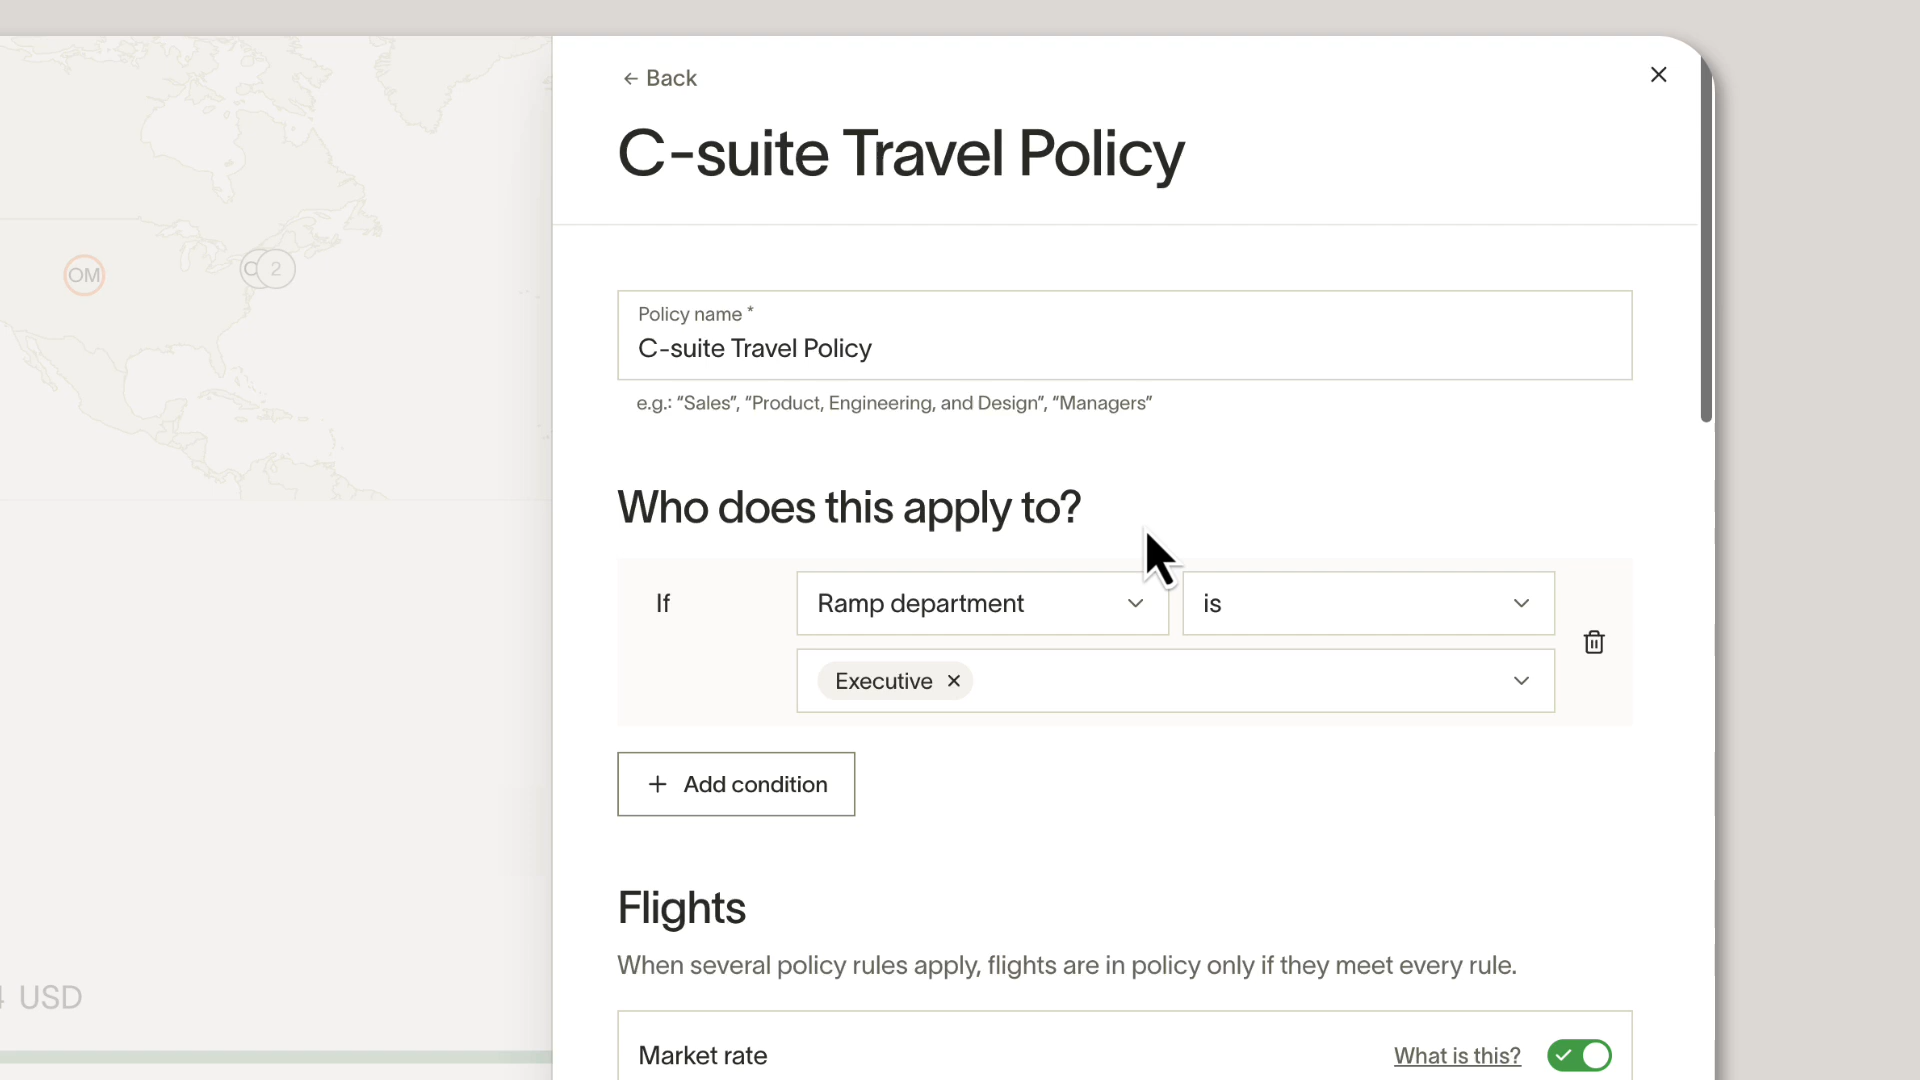 ← Back
C-suite Travel Policy
OM
2
Policy name *
C-suite Travel Policy
e.g.: “Sales”, “Product, Engineering, and Design”, “Managers”
Who does this apply to?
If
Ramp department
is
Executive
+ Add condition
Flights
When several policy rules apply, flights are in policy only if they meet every rule.
USD
Market rate
What is this?